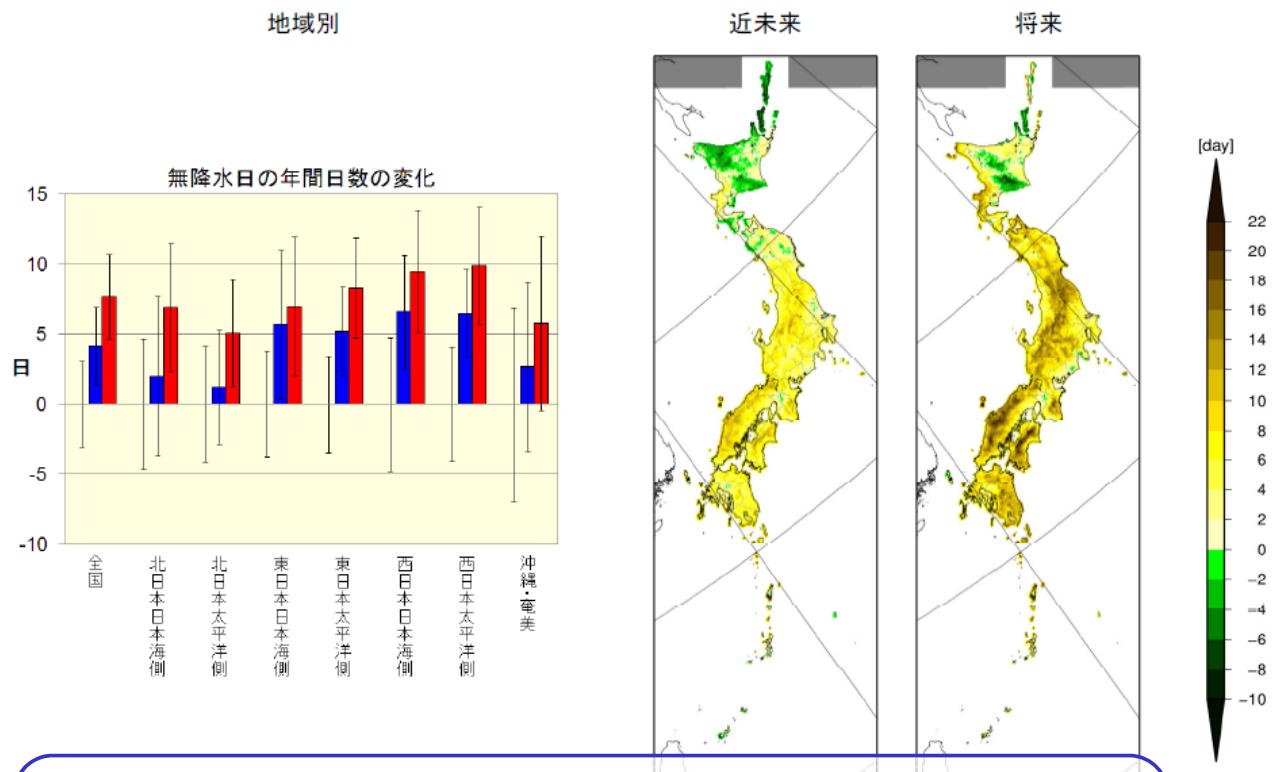 地域別
近未来
将来
無降水日の年間日数の変化
日
15
10
5
0
-5
-10
全国
北日本日本海側
北日本太平洋側
東日本日本海側
東日本太平洋側
西日本日本海側
西日本太平洋側
沖縄・奄美
[day]
22
20
18
16
14
12
10
8
6
4
2
0
−2
−4
−6
−8
−10